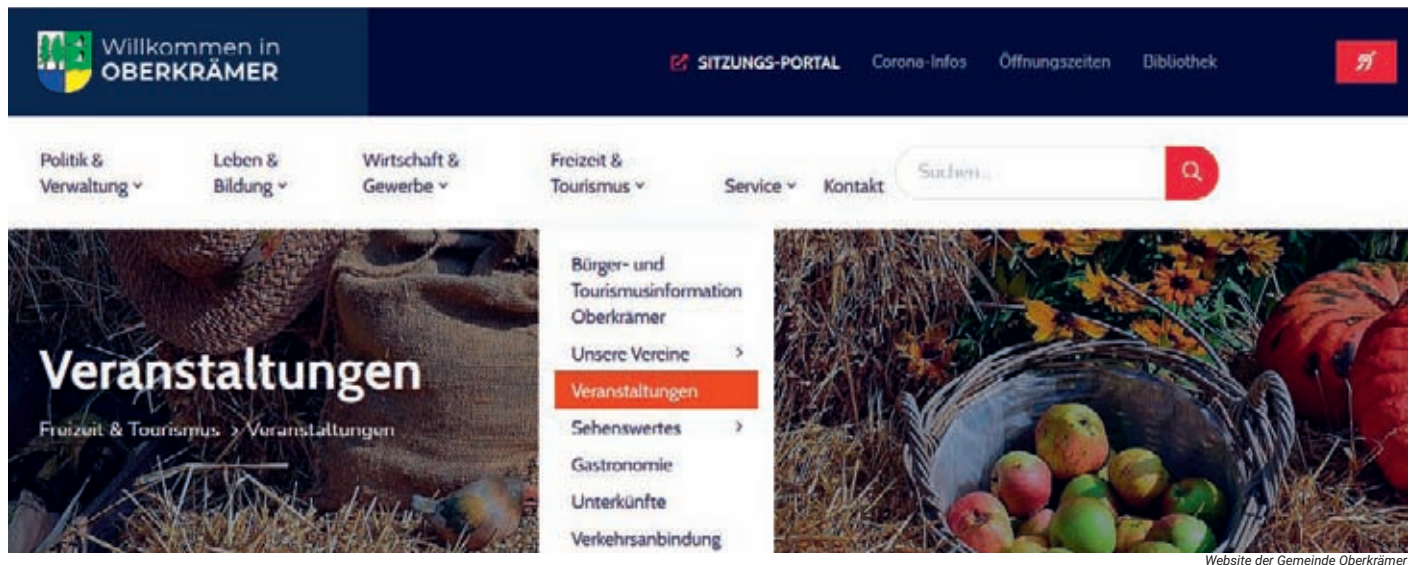 Willkommen in
OBERKRÄMER
SITZUNGS-PORTAL Corona-Infos Öffnungszeiten Bibliothek
Politik &
Verwaltung
Leben &
Bildung
Wirtschaft &
Gewerbe
Freizeit &
Tourismus
Service
Kontakt
Suchen...
Bürger- und
Tourismusinformation
Oberkrämer
Unsere Vereine >
Veranstaltungen
Sehenswertes >
Gastronomie
Unterkünfte
Verkehrsanbindung
Veranstaltungen
Freizeit & Tourismus > Veranstaltungen
Website der Gemeinde Oberkrämer